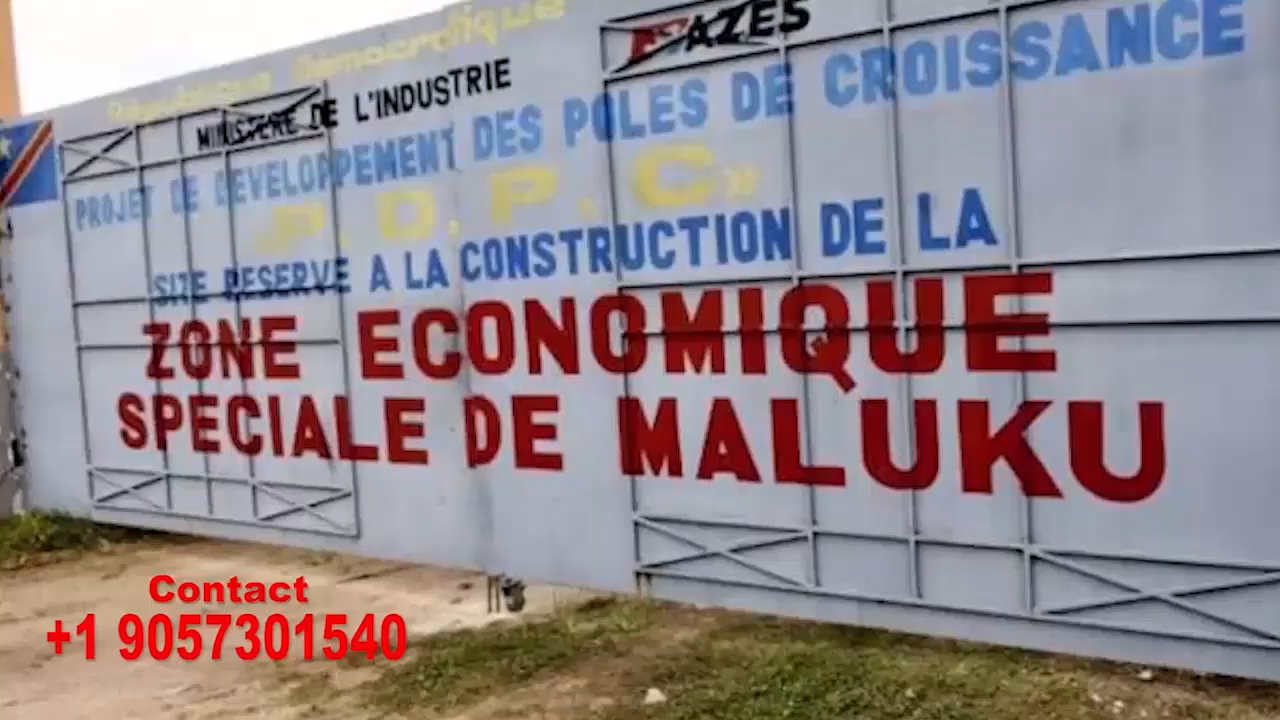 République Démocratique
MINISTERE DE L'INDUSTRIE
AZES
PROJET DE DEVELOPPEMENT DES POLES DE CROISSANCE
P.D.P.C»
SITE RESERVE A LA CONSTRUCTION DE LA
ZONE ECONOMIQUE
SPECIALE DE MALUKU
Contact
+1 9057301540